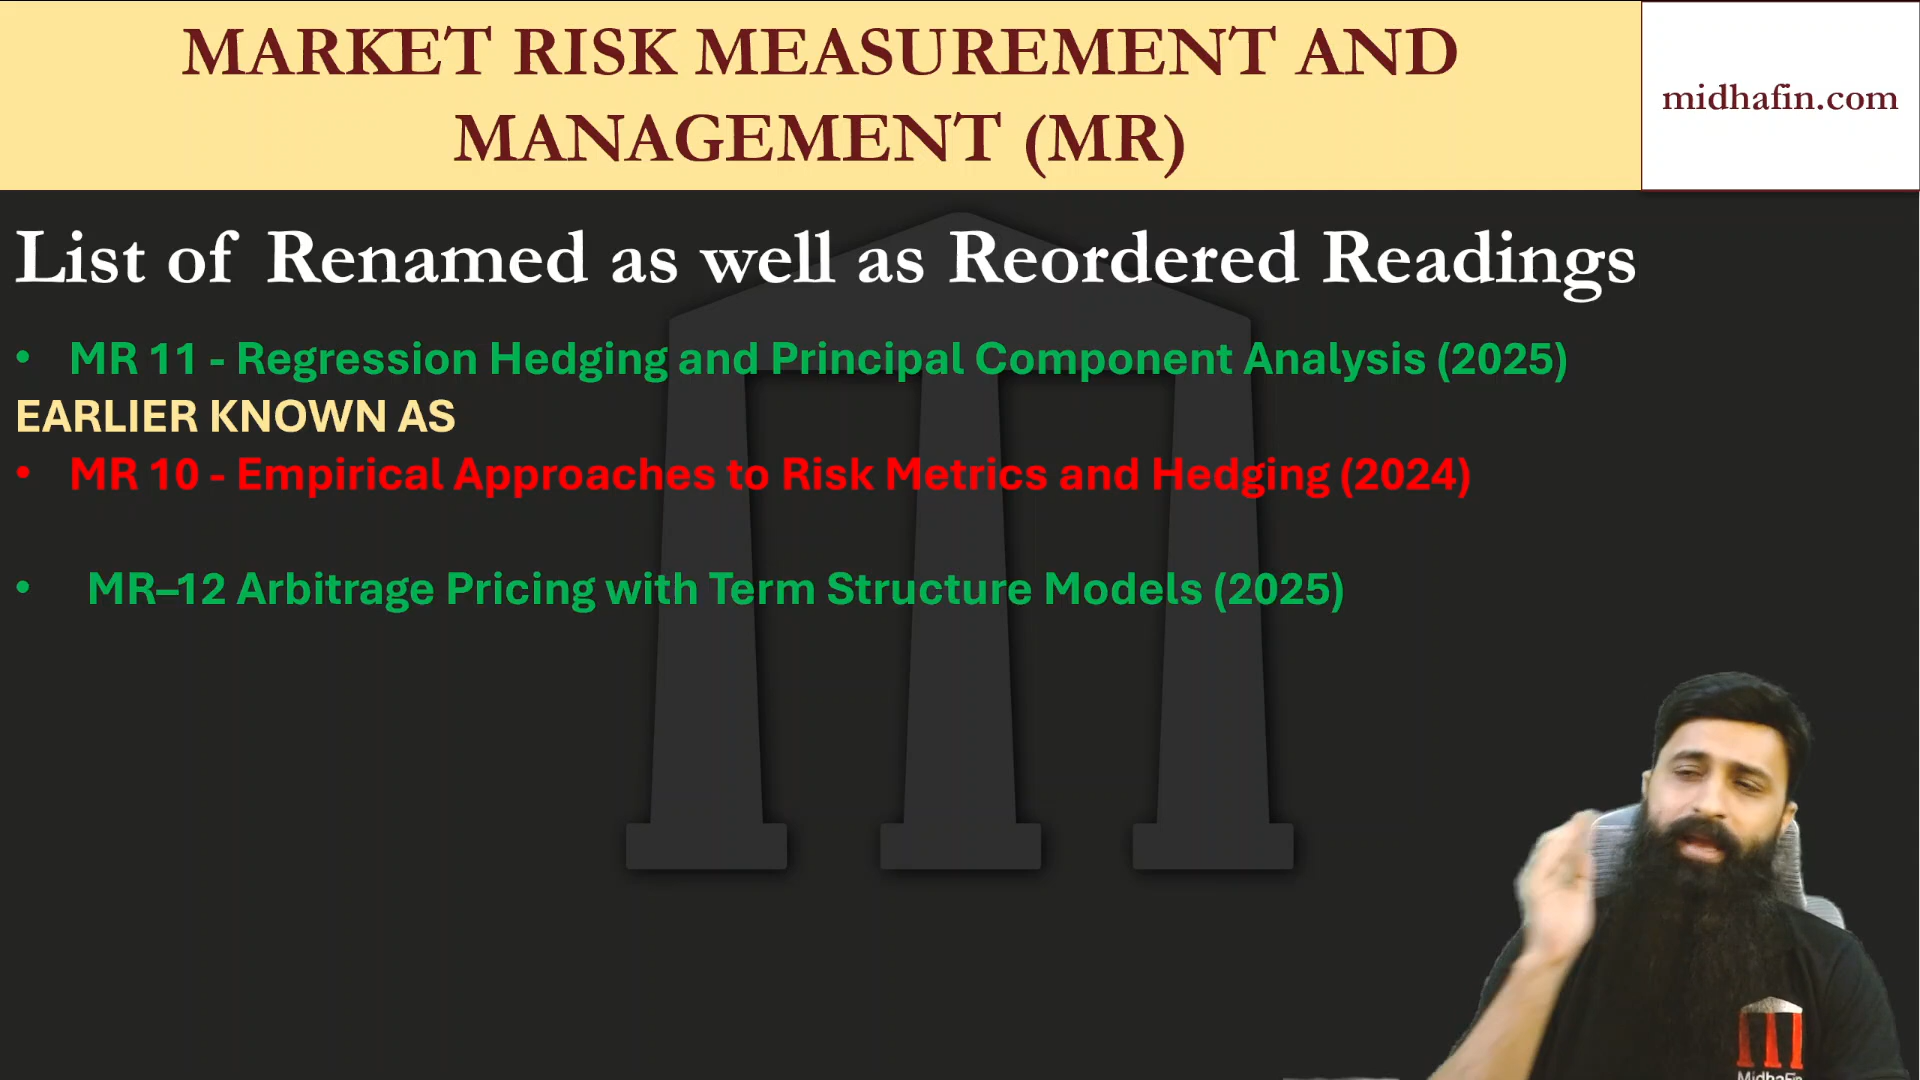 MARKET RISK MEASUREMENT AND
MANAGEMENT (MR)
midhafin.com
List of Renamed as well as Reordered Readings
• MR 11 - Regression Hedging and Principal Component Analysis (2025)
EARLIER KNOWN AS
• MR 10 - Empirical Approaches to Risk Metrics and Hedging (2024)
• MR–12 Arbitrage Pricing with Term Structure Models (2025)
MidhaFin